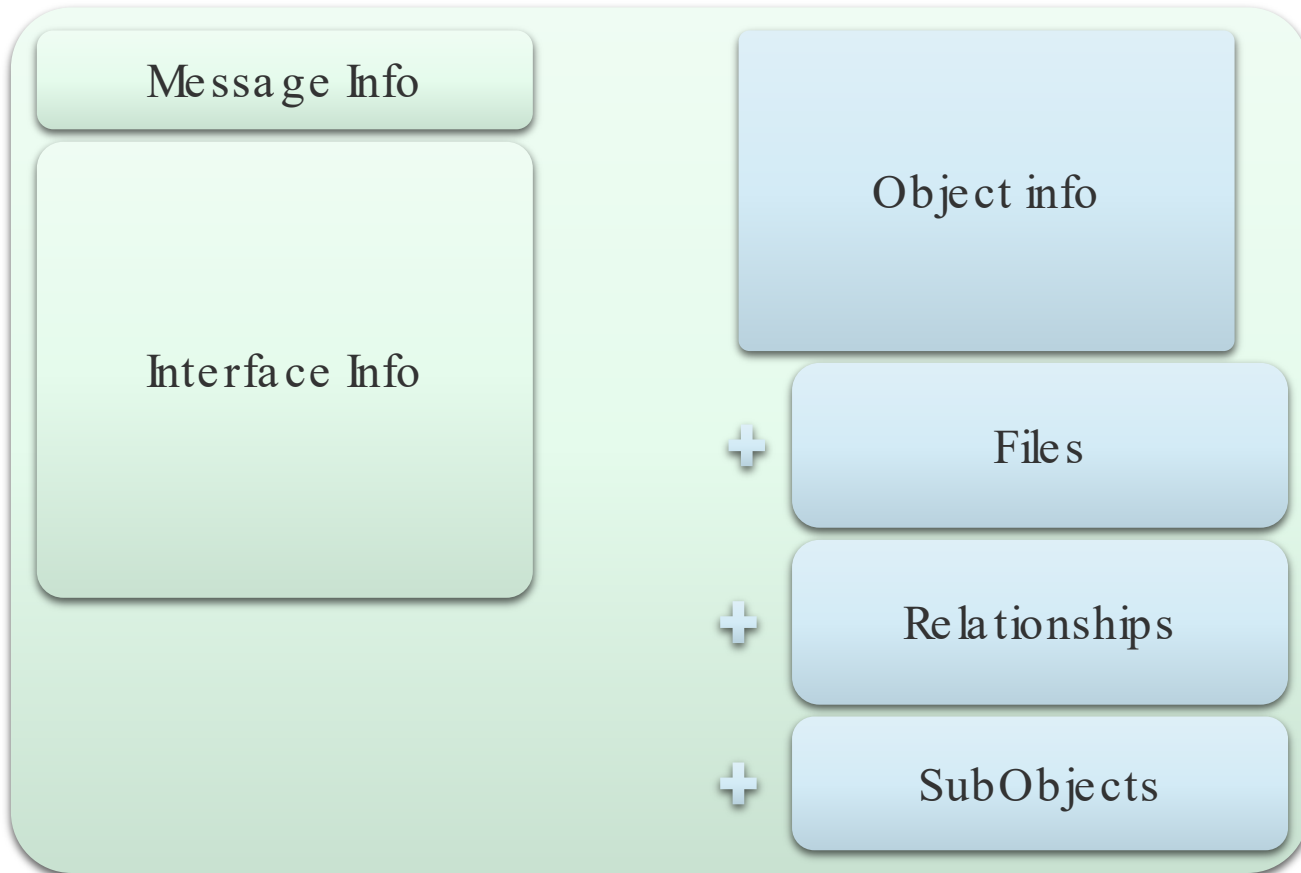 Message Info
Interface Info
Object info
Files
Relationships
SubObjects